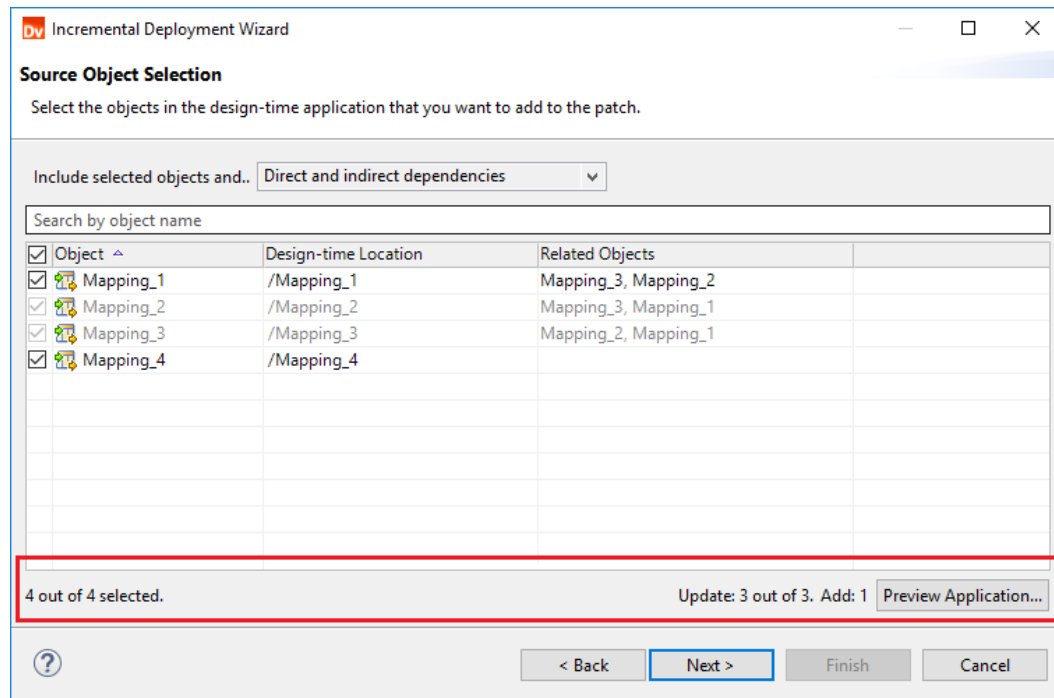 Dv Incremental Deployment Wizard
Source Object Selection
Select the objects in the design-time application that you want to add to the patch.
Include selected objects and.. Direct and indirect dependencies
Search by object name
Object Design-time Location Related Objects
Mapping_1 /Mapping_1 Mapping_3, Mapping_2
Mapping_2 /Mapping_2 Mapping_3, Mapping_1
Mapping_3 /Mapping_3 Mapping_2, Mapping_1
Mapping_4 /Mapping_4
4 out of 4 selected. Update: 3 out of 3. Add: 1 Preview Application...
? < Back Next > Finish Cancel